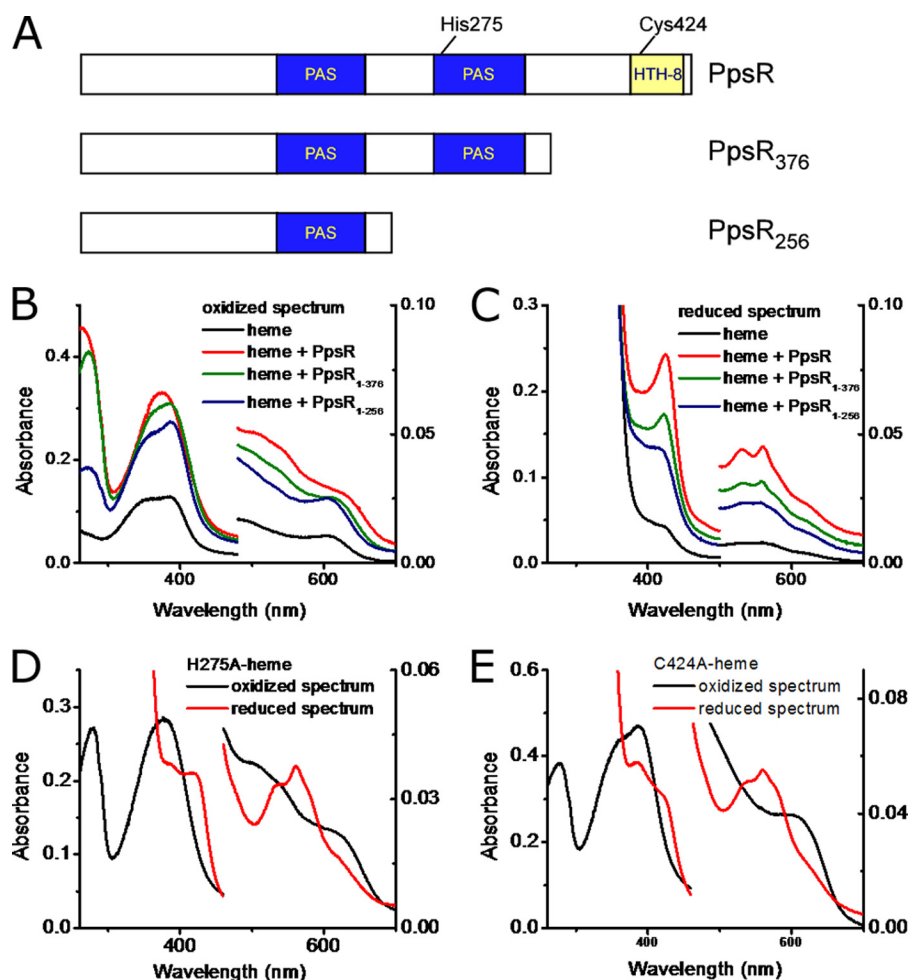 A
His275
Cys424
PAS
PAS
HTH-8
PpsR
PAS
PAS
PpsR376
PAS
PpsR256
B
oxidized spectrum
heme
heme + PpsR
heme + PpsR1-376
heme + PpsR1-256
Absorbance
0.4
0.2
0.0
0.10
0.05
0.00
400
600
Wavelength (nm)
C
reduced spectrum
heme
heme + PpsR
heme + PpsR1-376
heme + PpsR1-256
Absorbance
0.3
0.2
0.1
0.0
0.10
0.05
0.00
400
600
Wavelength (nm)
D
H275A-heme
oxidized spectrum
reduced spectrum
Absorbance
0.3
0.2
0.1
0.0
0.06
0.03
0.00
400
600
Wavelength (nm)
E
C424A-heme
oxidized spectrum
reduced spectrum
Absorbance
0.6
0.4
0.2
0.0
0.08
0.04
0.00
400
600
Wavelength (nm)